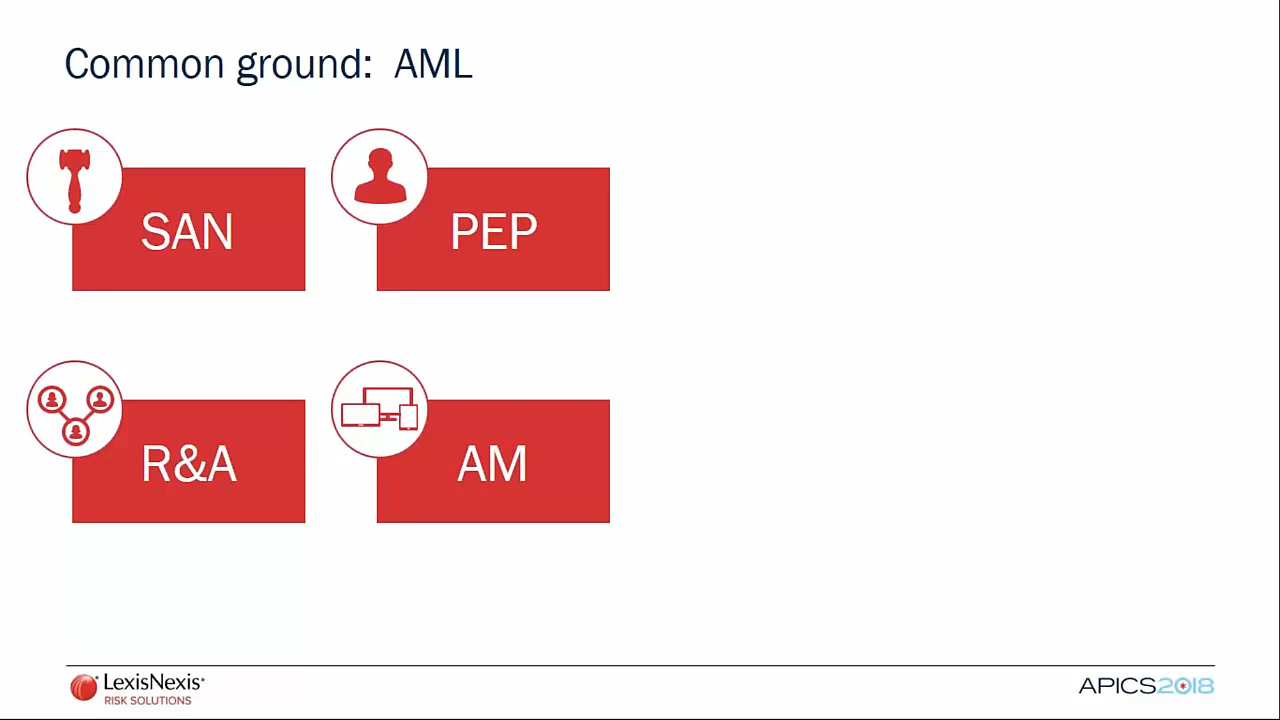 Common ground: AML
SAN
PEP
R&A
AM
LexisNexis
RISK SOLUTIONS
APICS2018